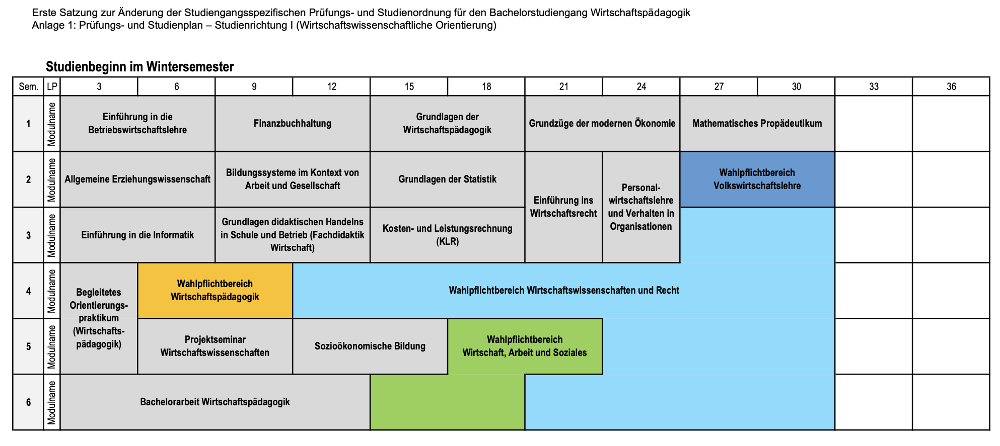 Erste Satzung zur Änderung der Studiengangsspezifischen Prüfungs- und Studienordnung für den Bachelorstudiengang Wirtschaftspädagogik
Anlage 1: Prüfungs- und Studienplan – Studienrichtung I (Wirtschaftswissenschaftliche Orientierung)
Studienbeginn im Wintersemester
Sem. LP 3 6 9 12 15 18 21 24 27 30 33 36
1
Modulname
Einführung in die
Betriebswirtschaftslehre
Finanzbuchhaltung
Grundlagen der
Wirtschaftspädagogik
Grundzüge der modernen Ökonomie
Mathematisches Propädeutikum
2
Modulname
Allgemeine Erziehungswissenschaft
Bildungssysteme im Kontext von
Arbeit und Gesellschaft
Grundlagen der Statistik
Einführung ins
Wirtschaftsrecht
Personal-
wirtschaftslehre
und Verhalten in
Organisationen
Wahlpflichtbereich
Volkswirtschaftslehre
3
Modulname
Einführung in die Informatik
Grundlagen didaktischen Handelns
in Schule und Betrieb (Fachdidaktik
Wirtschaft)
Kosten- und Leistungsrechnung
(KLR)
4
Modulname
Begleitetes
Orientierungs-
praktikum
(Wirtschafts-
pädagogik)
Wahlpflichtbereich
Wirtschaftspädagogik
Wahlpflichtbereich Wirtschaftswissenschaften und Recht
5
Modulname
Projektseminar
Wirtschaftswissenschaften
Sozioökonomische Bildung
Wahlpflichtbereich
Wirtschaft, Arbeit und Soziales
6
Modulname
Bachelorarbeit Wirtschaftspädagogik